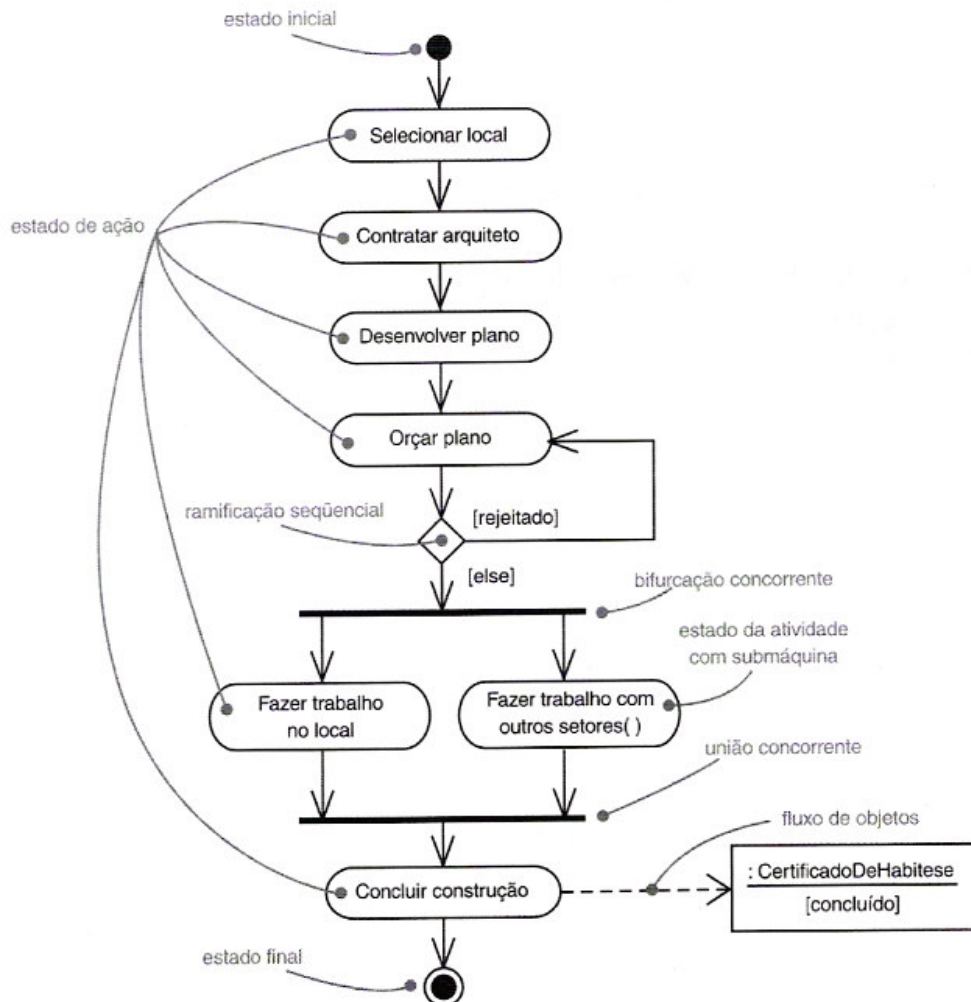 estado inicial
Selecionar local
estado de ação
Contratar arquiteto
Desenvolver plano
Orçar plano
ramificação seqüencial
[rejeitado]
[else]
bifurcação concorrente
estado da atividade
com submáquina
Fazer trabalho
no local
Fazer trabalho com
outros setores( )
união concorrente
fluxo de objetos
: CertificadoDeHabitese
[concluído]
Concluir construção
estado final